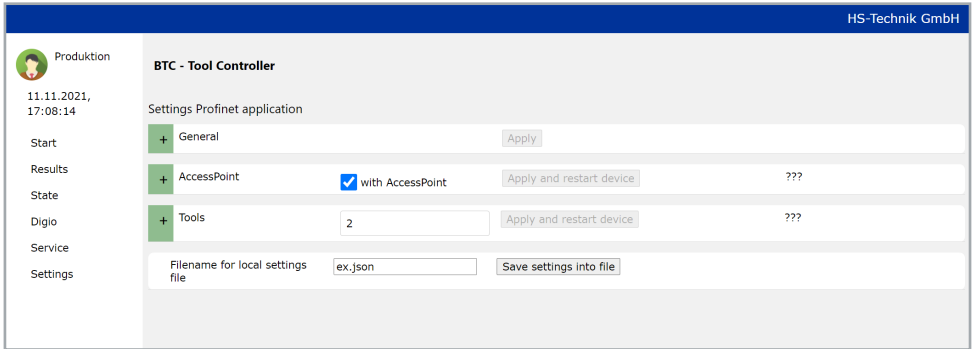 HS-Technik GmbH
Produktion
11.11.2021,
17:08:14
Start
Results
State
Digio
Service
Settings
BTC - Tool Controller
Settings Profinet application
+ General Apply
+ AccessPoint with AccessPoint Apply and restart device ???
+ Tools 2 Apply and restart device ???
Filename for local settings
file ex.json Save settings into file